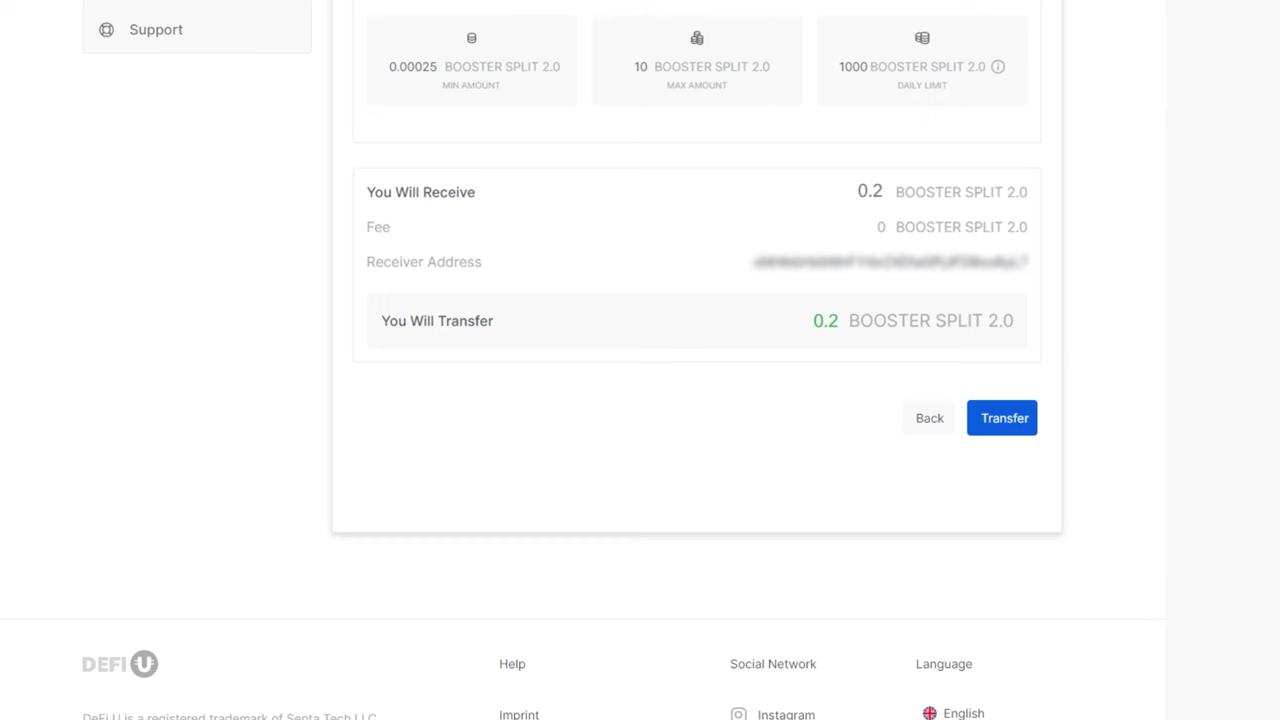 Support
0.00025 BOOSTER SPLIT 2.0
MIN AMOUNT
10 BOOSTER SPLIT 2.0
MAX AMOUNT
1000 BOOSTER SPLIT 2.0
DAILY LIMIT
You Will Receive 0.2 BOOSTER SPLIT 2.0
Fee 0 BOOSTER SPLIT 2.0
Receiver Address
You Will Transfer 0.2 BOOSTER SPLIT 2.0
Back Transfer
DEFI U
Help Social Network Language
DeFi U is a registered trademark of Senta Tech LLC
Imprint Instagram English